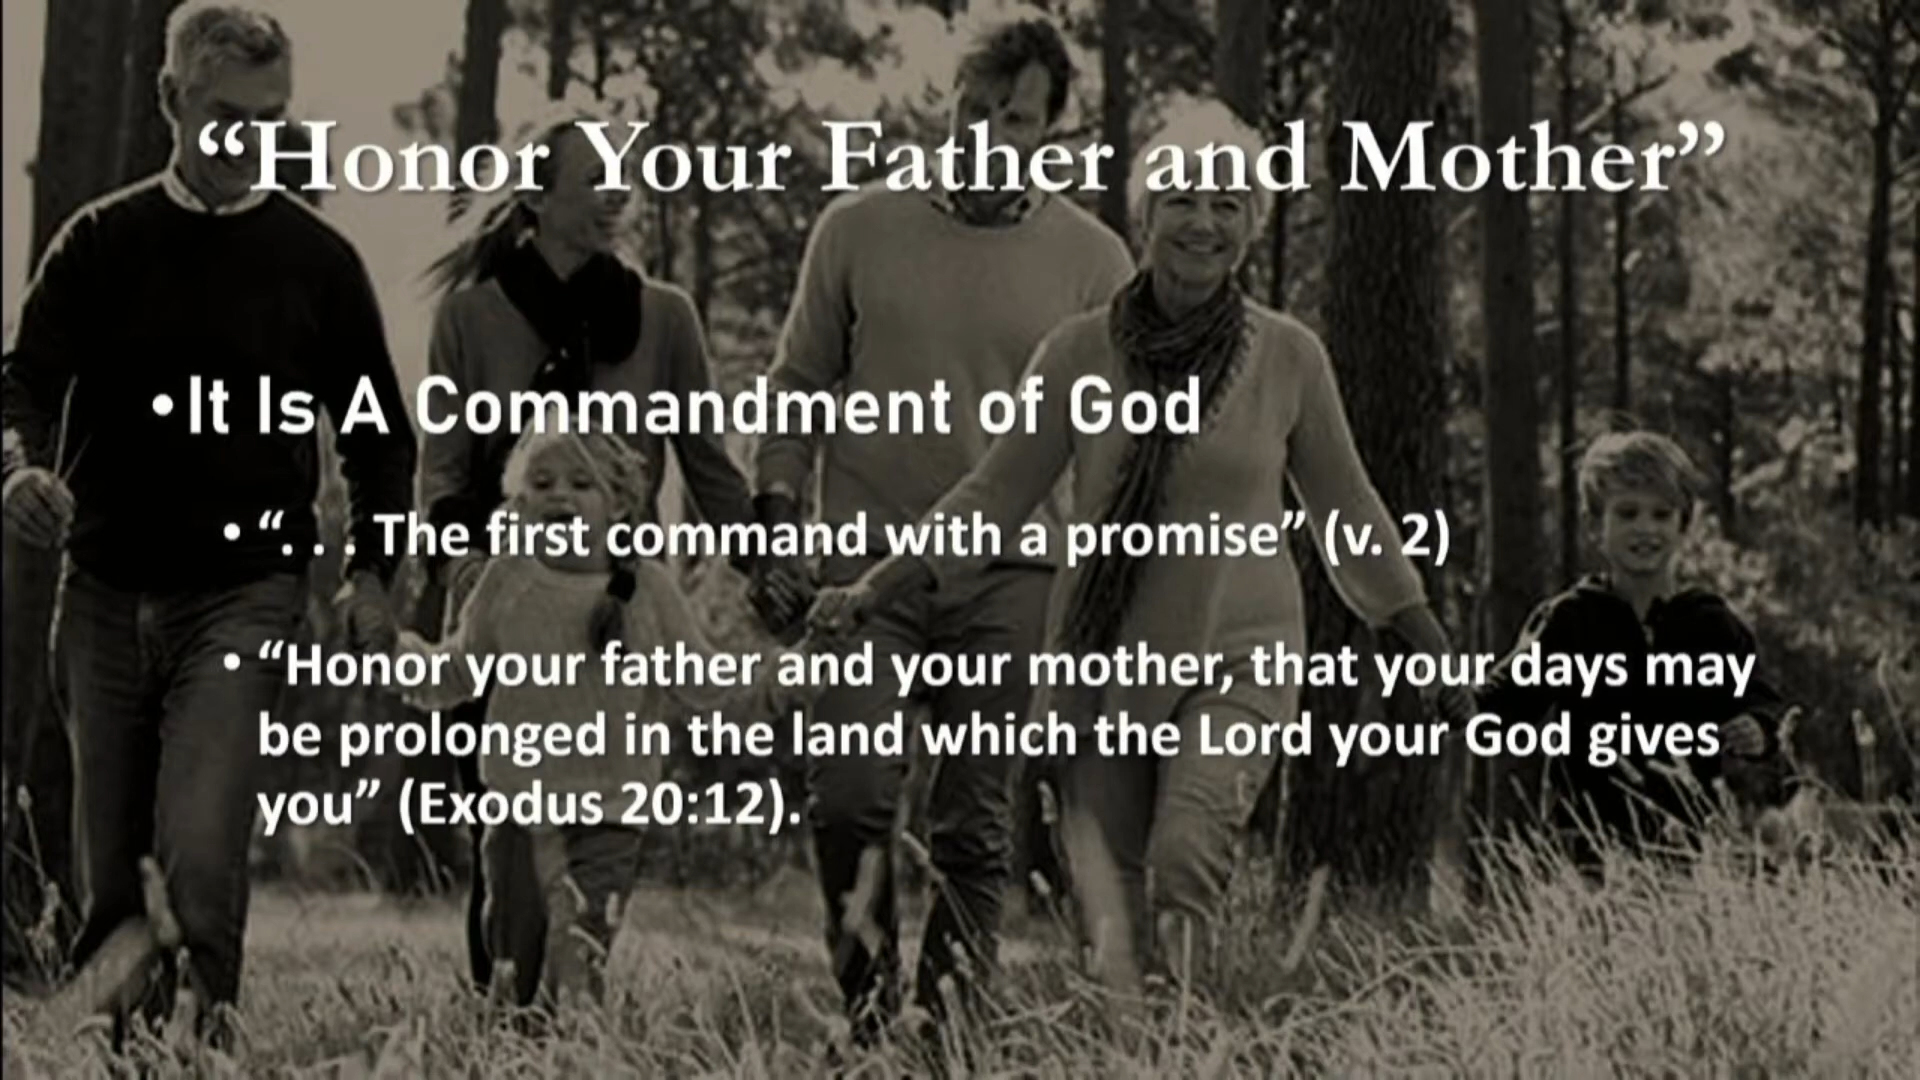 “Honor Your Father and Mother”
•It Is A Commandment of God
• “. . . The first command with a promise” (v. 2)
• “Honor your father and your mother, that your days may
be prolonged in the land which the Lord your God gives
you” (Exodus 20:12).